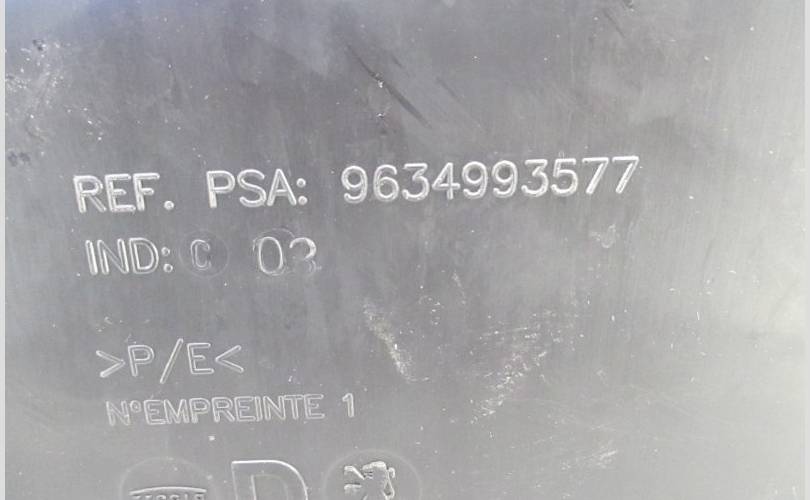 REF. PSA: 9634993577
IND: C 03
>P/E<
N°EMPREINTE 1
D